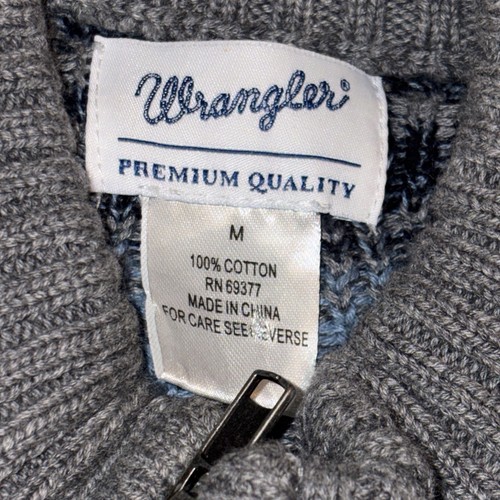 Wrangler®
PREMIUM QUALITY
M
100% COTTON
RN 69377
MADE IN CHINA
FOR CARE SEE REVERSE